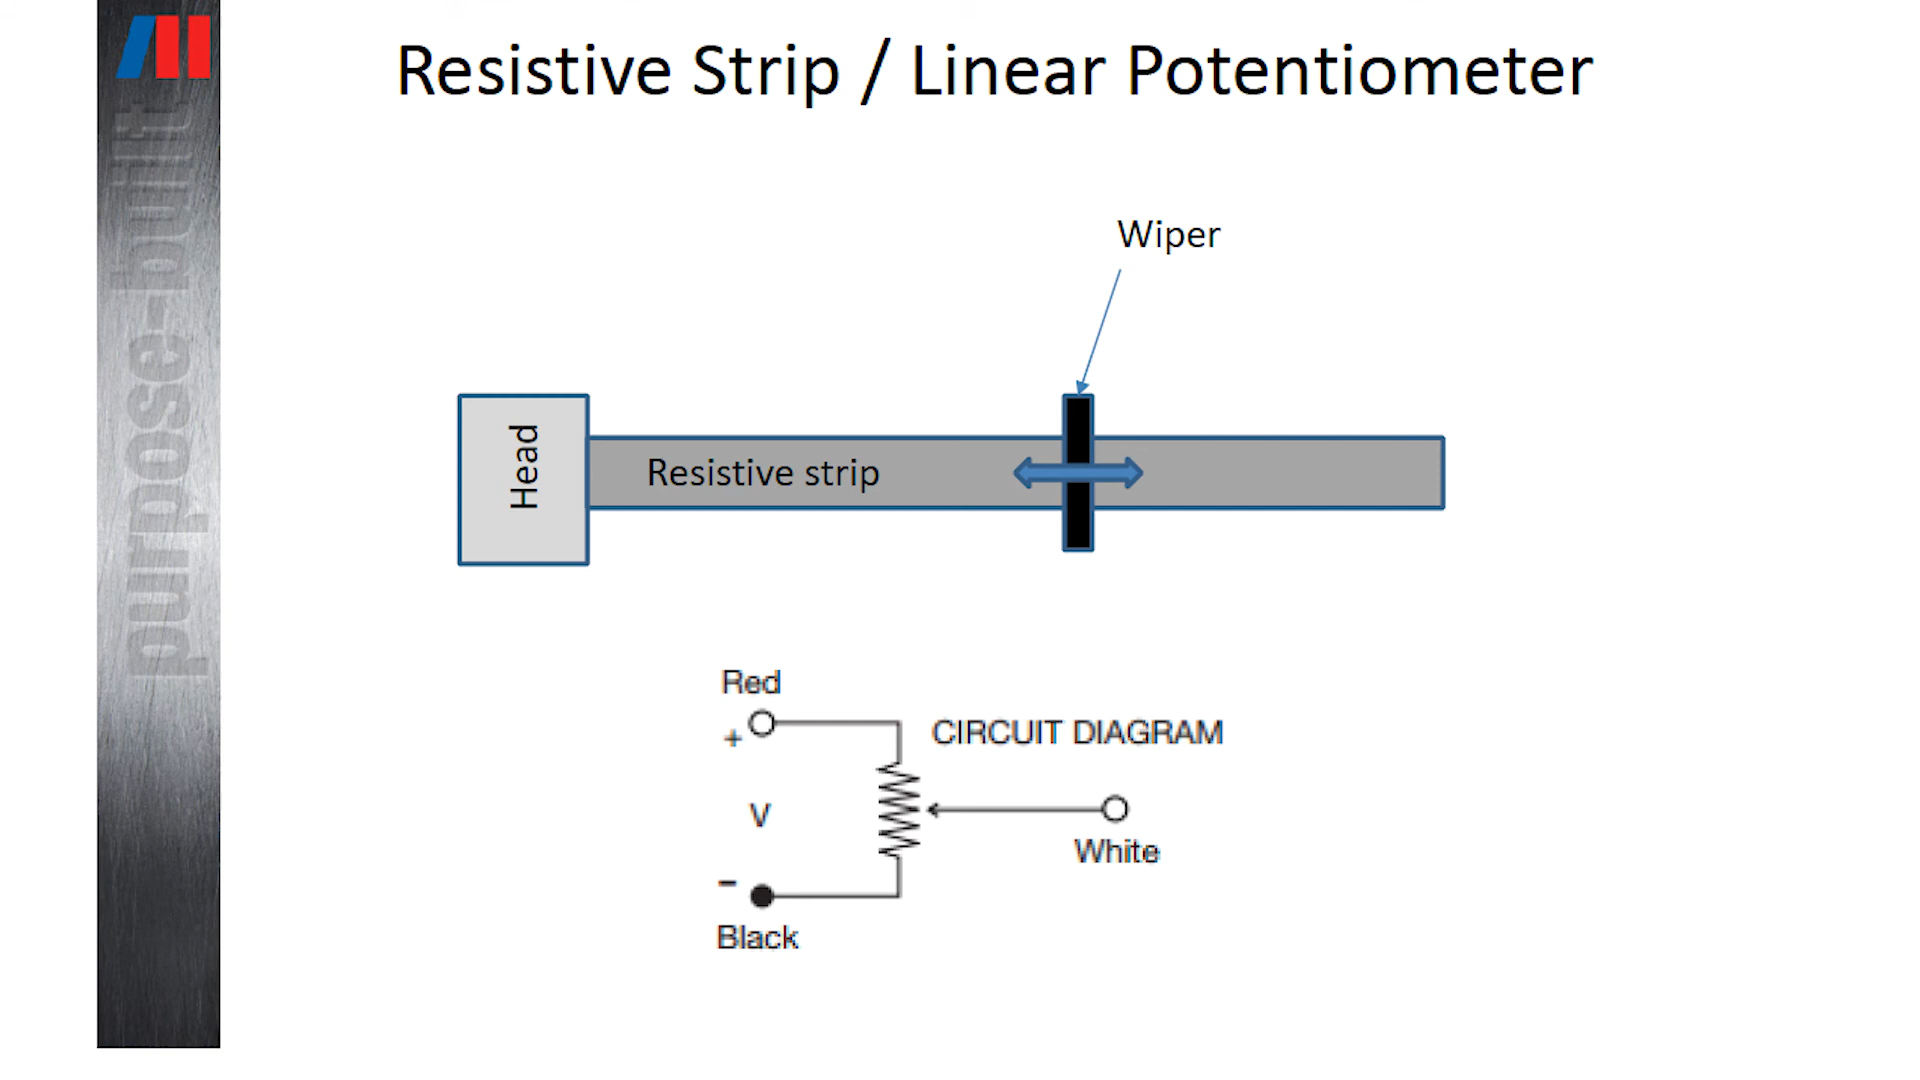 Resistive Strip / Linear Potentiometer
purpose-built
Wiper
Head
Resistive strip
Red
+
CIRCUIT DIAGRAM
V
White
–
Black